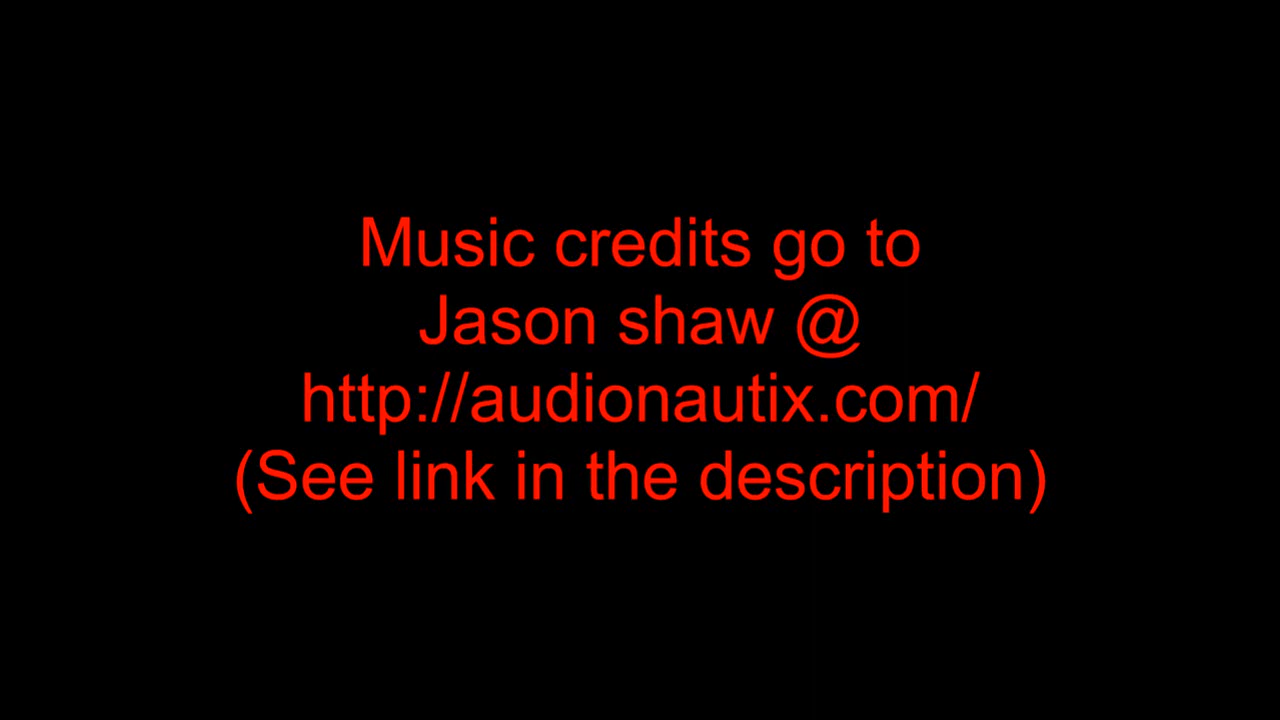 Music credits go to
Jason shaw @
http://audionautix.com/
(See link in the description)